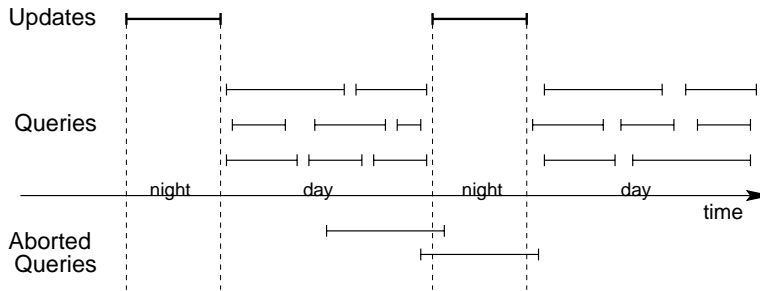 Updates
Queries
night day night day
time
Aborted
Queries